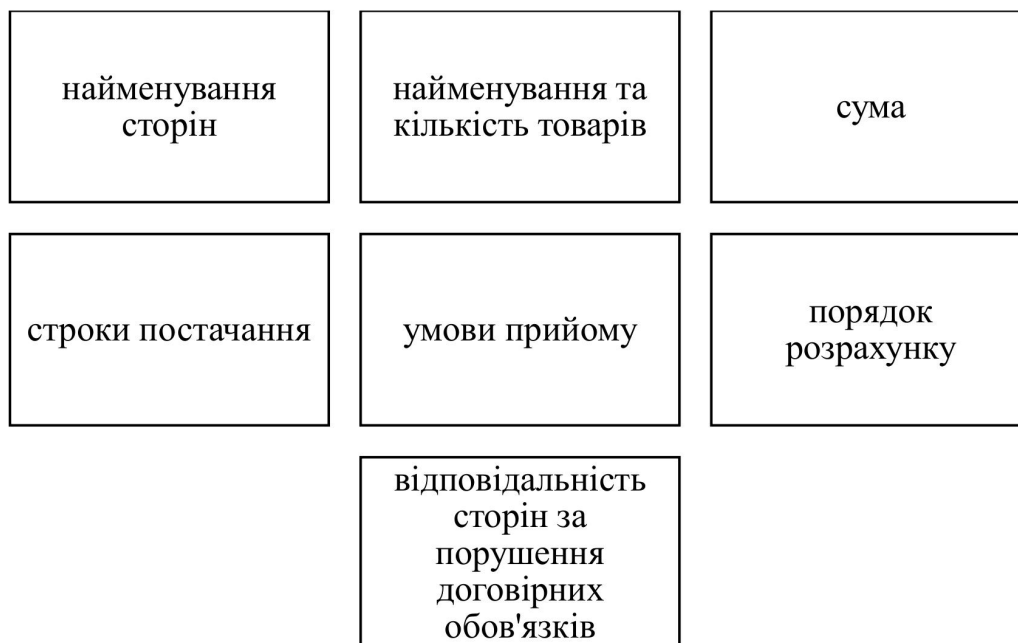 найменування
сторін
найменування та
кількість товарів
сума
строки постачання
умови прийому
порядок
розрахунку
відповідальність
сторін за
порушення
договірних
обов'язків